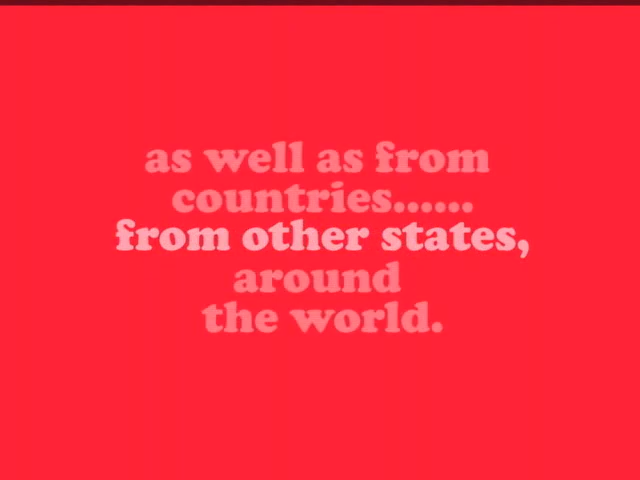 as well as from
countries......
from other states,
around
the world.